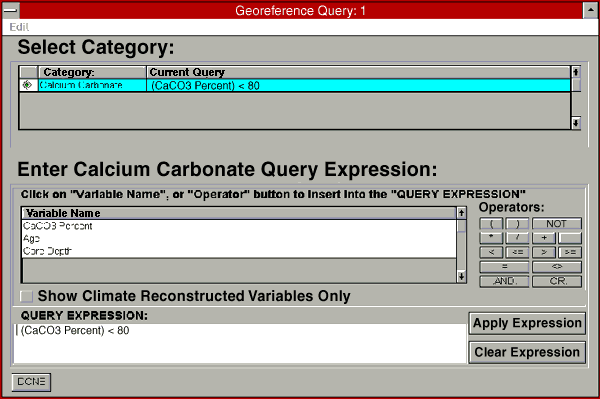 Georeference Query: 1
Edit
Select Category:
Category: Current Query
Calcium Carbonate (CaCO3 Percent) < 80
Enter Calcium Carbonate Query Expression:
Click on "Variable Name", or "Operator" button to insert into the "QUERY EXPRESSION"
Operators:
Variable Name
CaCO3 Percent
Age
Core Depth
( ) NOT
* / +
< <= > >=
= <>
.AND. .OR.
Show Climate Reconstructed Variables Only
QUERY EXPRESSION:
(CaCO3 Percent) < 80
Apply Expression
Clear Expression
DONE